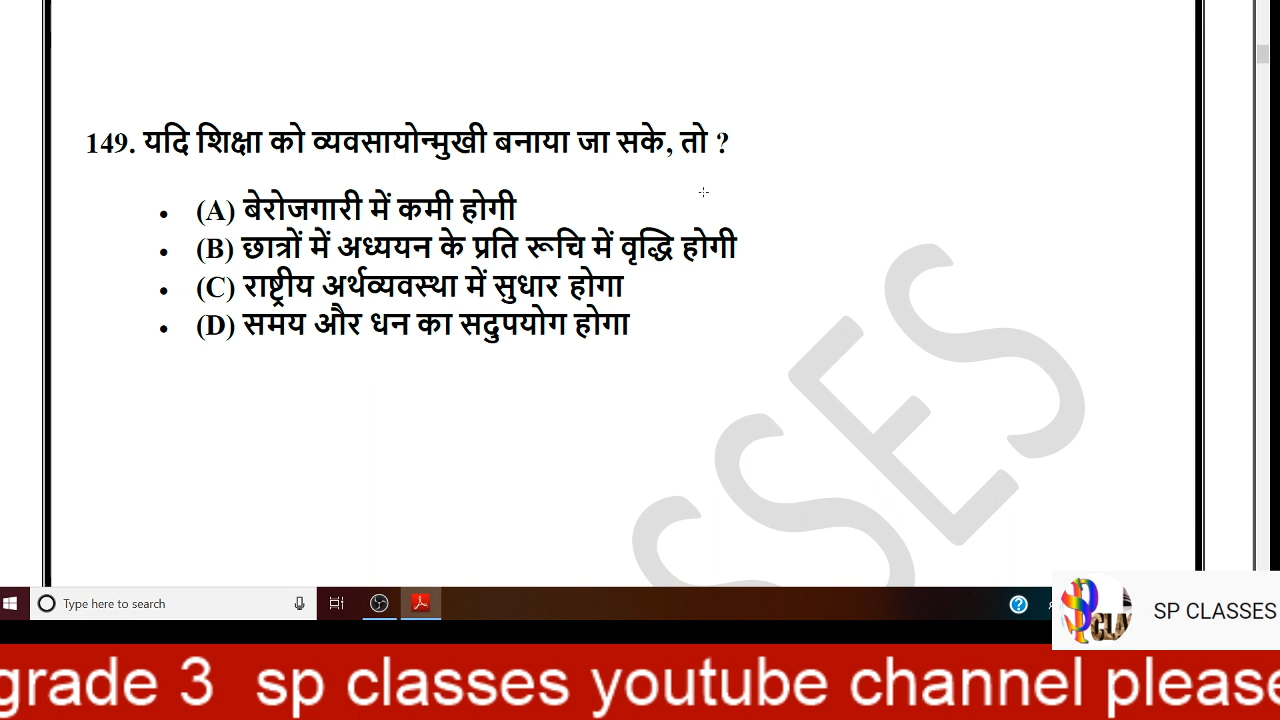 149. यदि शिक्षा को व्यवसायोन्मुखी बनाया जा सके, तो ?
• (A) बेरोजगारी में कमी होगी
• (B) छात्रों में अध्ययन के प्रति रूचि में वृद्धि होगी
• (C) राष्ट्रीय अर्थव्यवस्था में सुधार होगा
• (D) समय और धन का सदुपयोग होगा
SSES
Type here to search
CLA
SP CLASSES
grade 3 sp classes youtube channel please